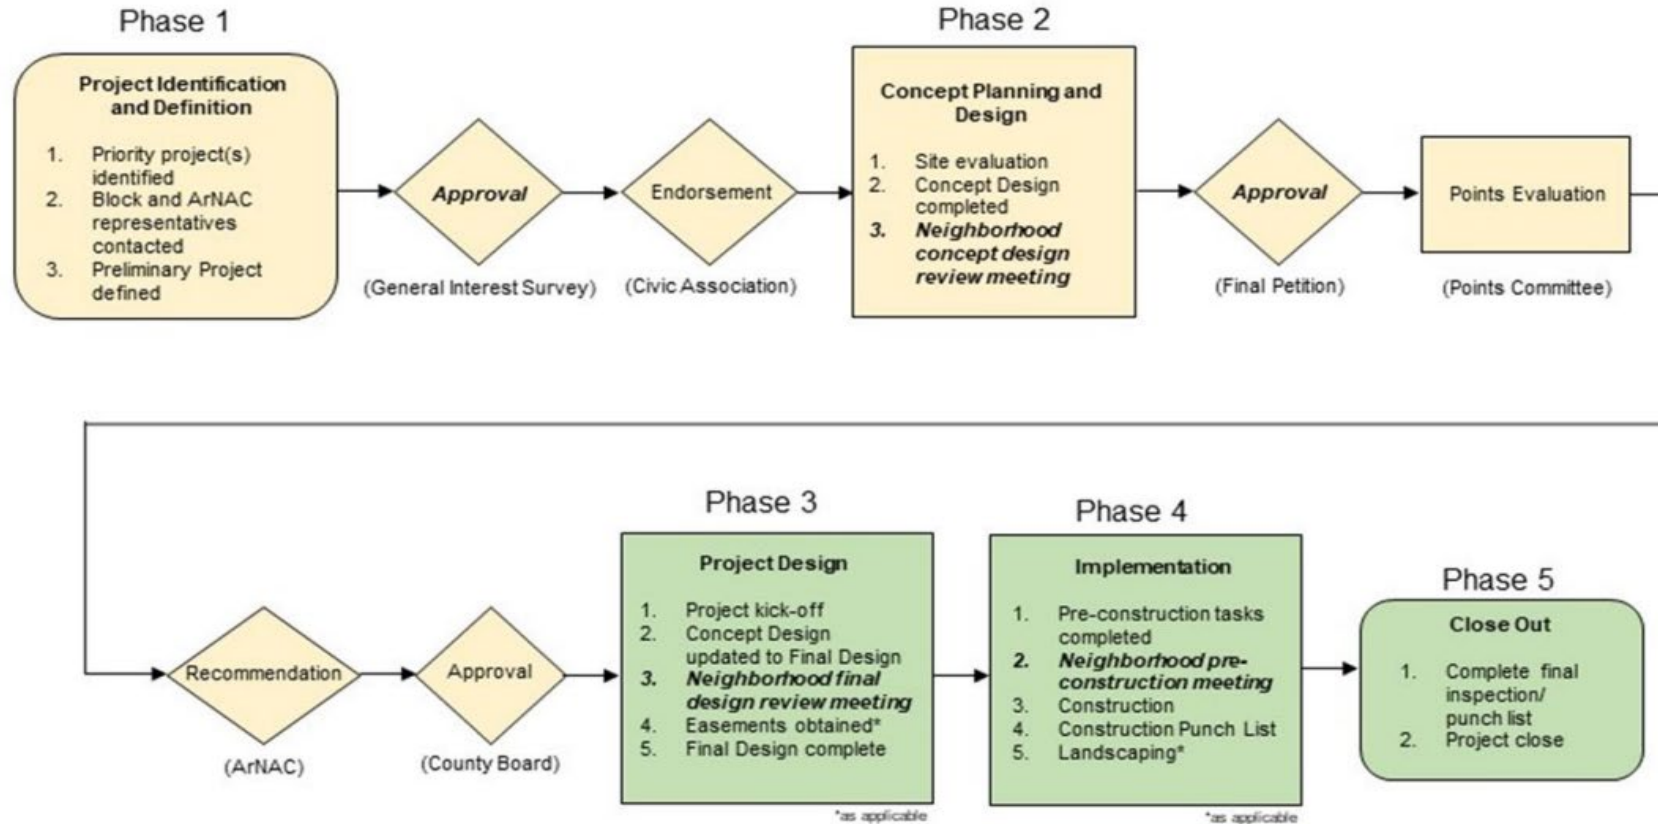 Phase 1
Project Identification
and Definition
1. Priority project(s)
identified
2. Block and ArNAC
representatives
contacted
3. Preliminary Project
defined
Approval
(General Interest Survey)
Endorsement
(Civic Association)
Phase 2
Concept Planning and
Design
1. Site evaluation
2. Concept Design
completed
3. Neighborhood
concept design
review meeting
Approval
(Final Petition)
Points Evaluation
(Points Committee)
Recommendation
(ArNAC)
Approval
(County Board)
Phase 3
Project Design
1. Project kick-off
2. Concept Design
updated to Final Design
3. Neighborhood final
design review meeting
4. Easements obtained*
5. Final Design complete
*as applicable
Phase 4
Implementation
1. Pre-construction tasks
completed
2. Neighborhood pre-
construction meeting
3. Construction
4. Construction Punch List
5. Landscaping*
*as applicable
Phase 5
Close Out
1. Complete final
inspection/
punch list
2. Project close